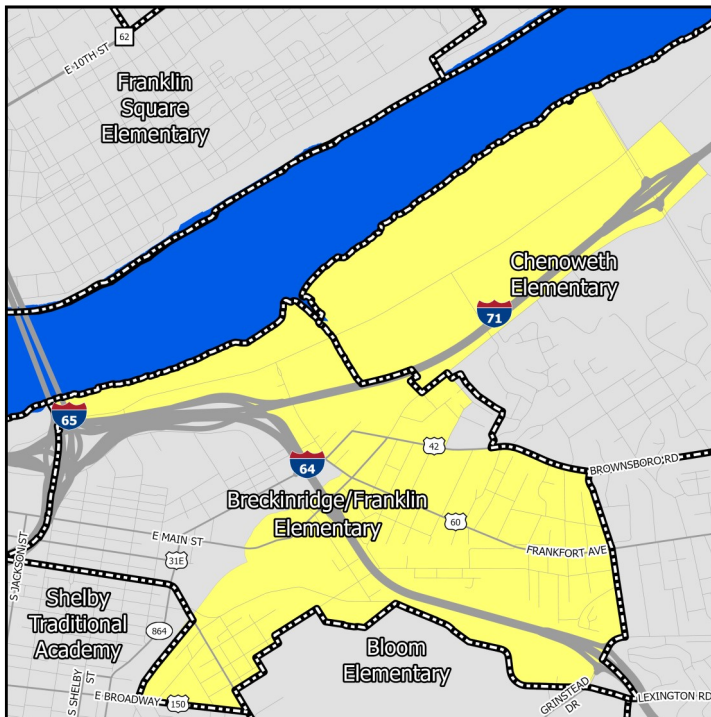 62
E 10TH ST
Franklin
Square
Elementary
Chenoweth
Elementary
71
65
42
64
BROWNSBORO RD
Breckinridge/Franklin
Elementary
60
E MAIN ST
31E
FRANKFORT AVE
S JACKSON ST
Shelby
Traditional
Academy
864
Bloom
Elementary
S SHELBY
ST
E BROADWAY
150
GRINSTEAD
DR
LEXINGTON RD